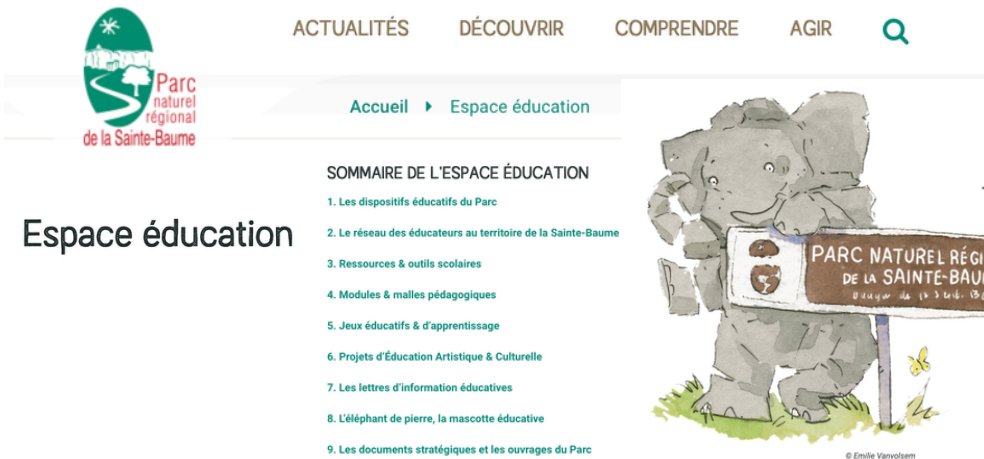 ACTUALITÉS DÉCOUVRIR COMPRENDRE AGIR
Parc
naturel
régional
de la Sainte-Baume
Accueil Espace éducation
Espace éducation
SOMMAIRE DE L'ESPACE ÉDUCATION
1. Les dispositifs éducatifs du Parc
2. Le réseau des éducateurs au territoire de la Sainte-Baume
3. Ressources & outils scolaires
4. Modules & malles pédagogiques
5. Jeux éducatifs & d'apprentissage
6. Projets d'Éducation Artistique & Culturelle
7. Les lettres d'information éducatives
8. L'éléphant de pierre, la mascotte éducative
9. Les documents stratégiques et les ouvrages du Parc
PARC NATUREL RÉGI
DE LA SAINTE-BAU
© Emilie Vanvolsem